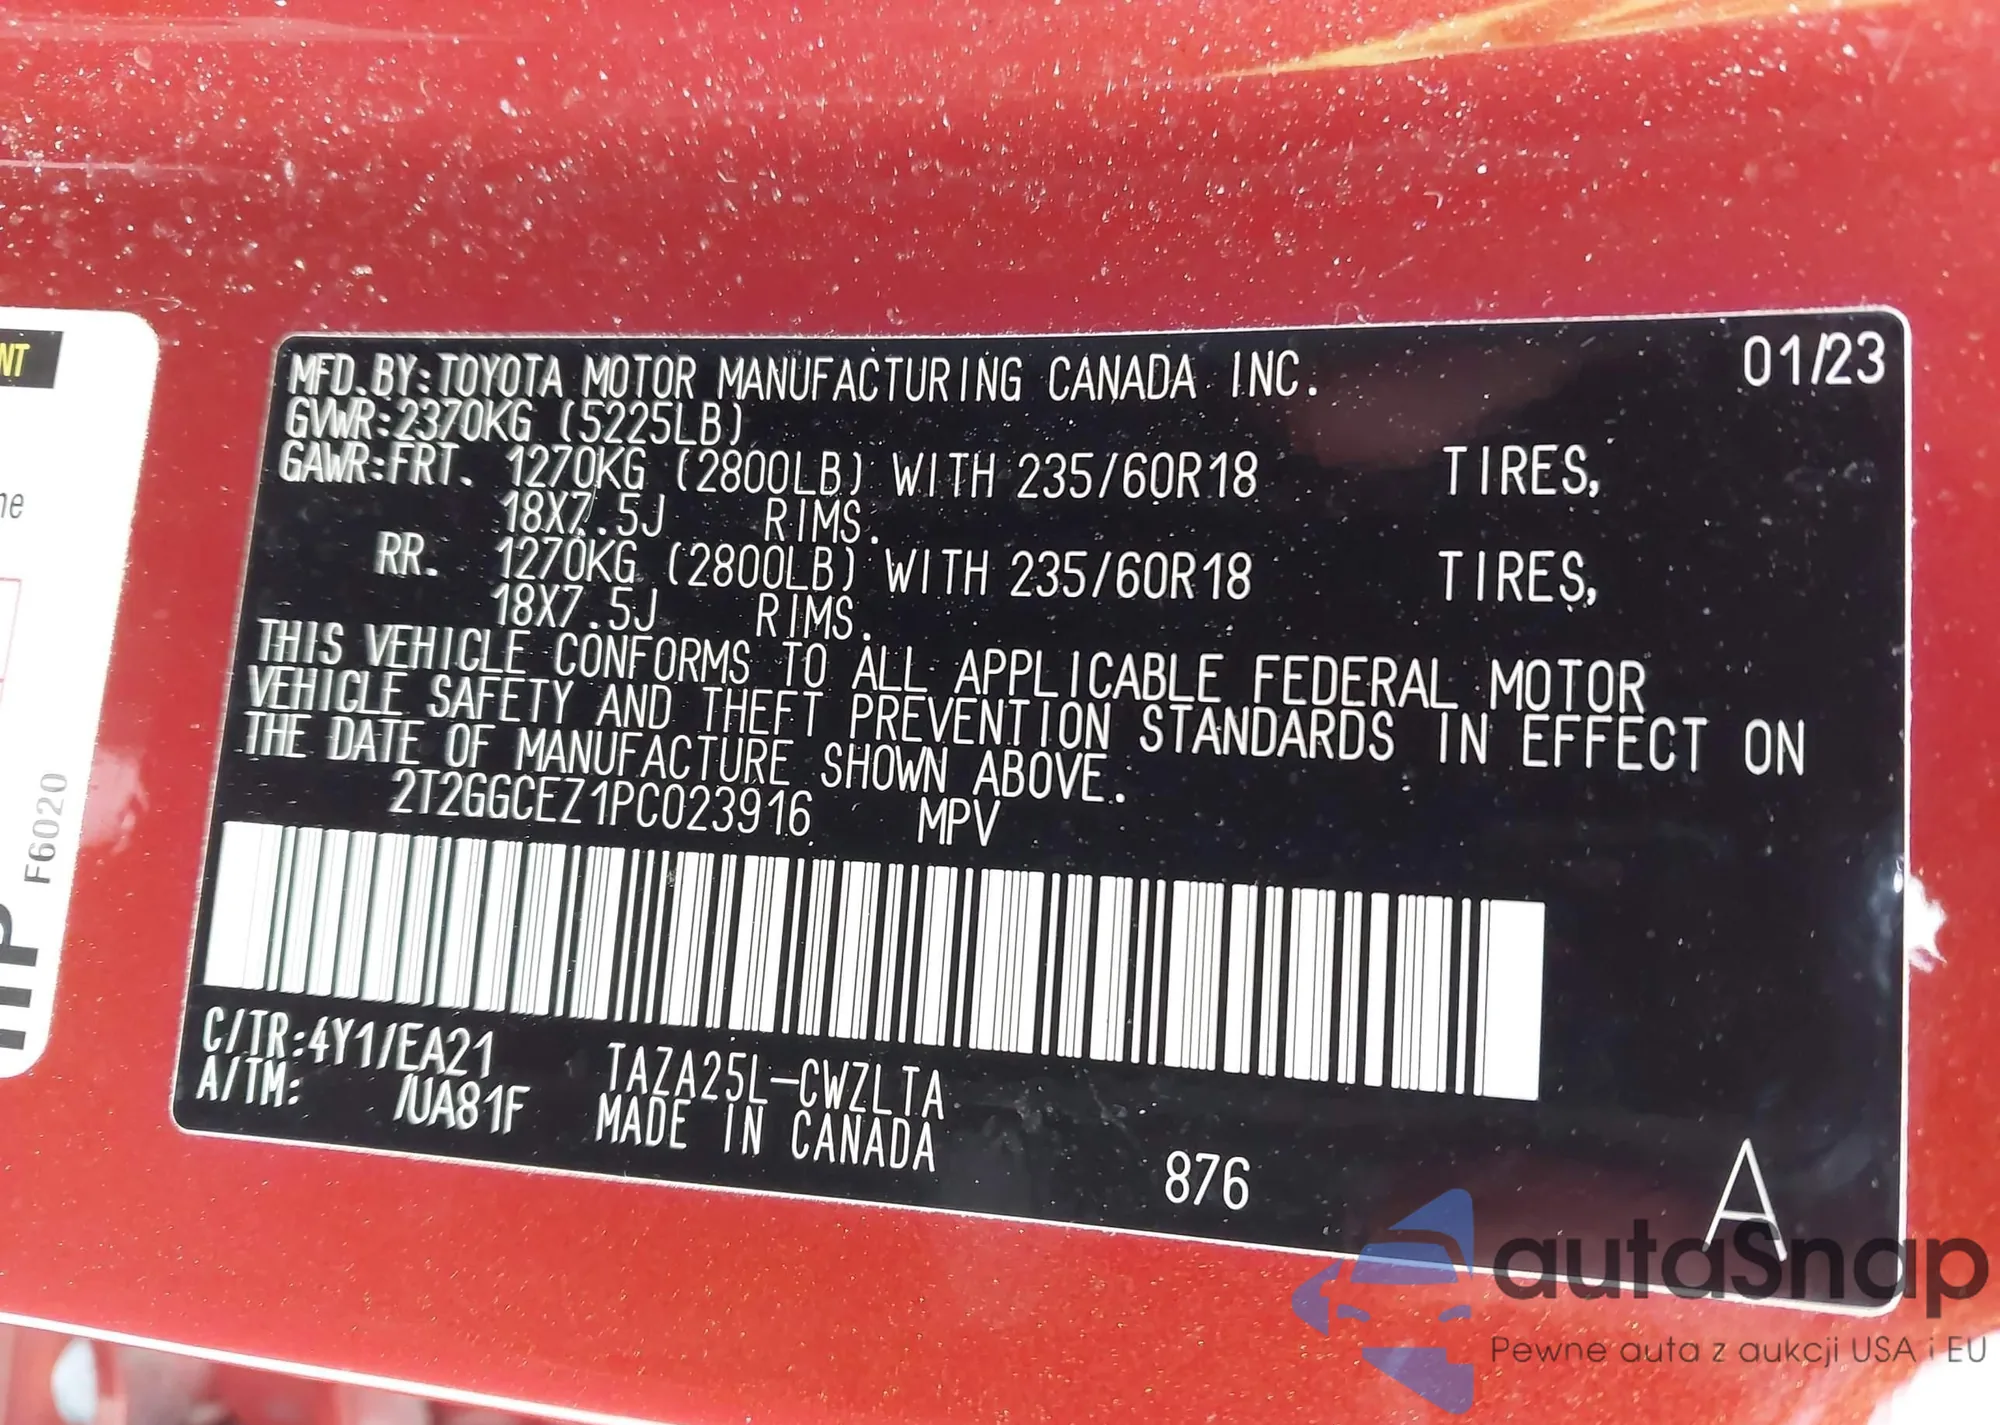 NT
ne
F6020
MFD.BY:TOYOTA MOTOR MANUFACTURING CANADA INC. 01/23
GVWR:2370KG (5225LB)
GAWR:FRT. 1270KG (2800LB) WITH 235/60R18 TIRES,
18X7.5J RIMS.
RR. 1270KG (2800LB) WITH 235/60R18 TIRES,
18X7.5J RIMS.
THIS VEHICLE CONFORMS TO ALL APPLICABLE FEDERAL MOTOR
VEHICLE SAFETY AND THEFT PREVENTION STANDARDS IN EFFECT ON
THE DATE OF MANUFACTURE SHOWN ABOVE.
2T2GGCEZ1PC023916 MPV
C/TR:4Y1/EA21 TAZA25L-CWZLTA
A/TM: /UA81F MADE IN CANADA
876 A
autaSnap
Pewne auta z aukcji USA i EU